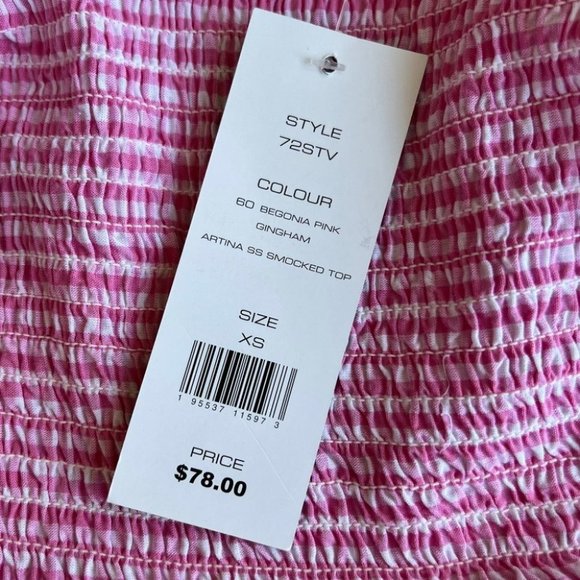 STYLE
72STV
COLOUR
60 BEGONIA PINK
GINGHAM
ARTINA SS SMOCKED TOP
SIZE
XS
1 95537 11597 3
PRICE
$78.00